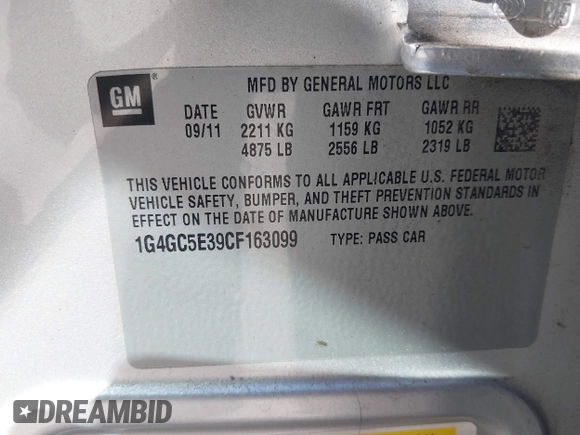 GM
MFD BY GENERAL MOTORS LLC
DATE GVWR GAWR FRT GAWR RR
09/11 2211 KG 1159 KG 1052 KG
4875 LB 2556 LB 2319 LB
THIS VEHICLE CONFORMS TO ALL APPLICABLE U.S. FEDERAL MOTOR
VEHICLE SAFETY, BUMPER, AND THEFT PREVENTION STANDARDS IN
EFFECT ON THE DATE OF MANUFACTURE SHOWN ABOVE.
1G4GC5E39CF163099 TYPE: PASS CAR
DREAMBID